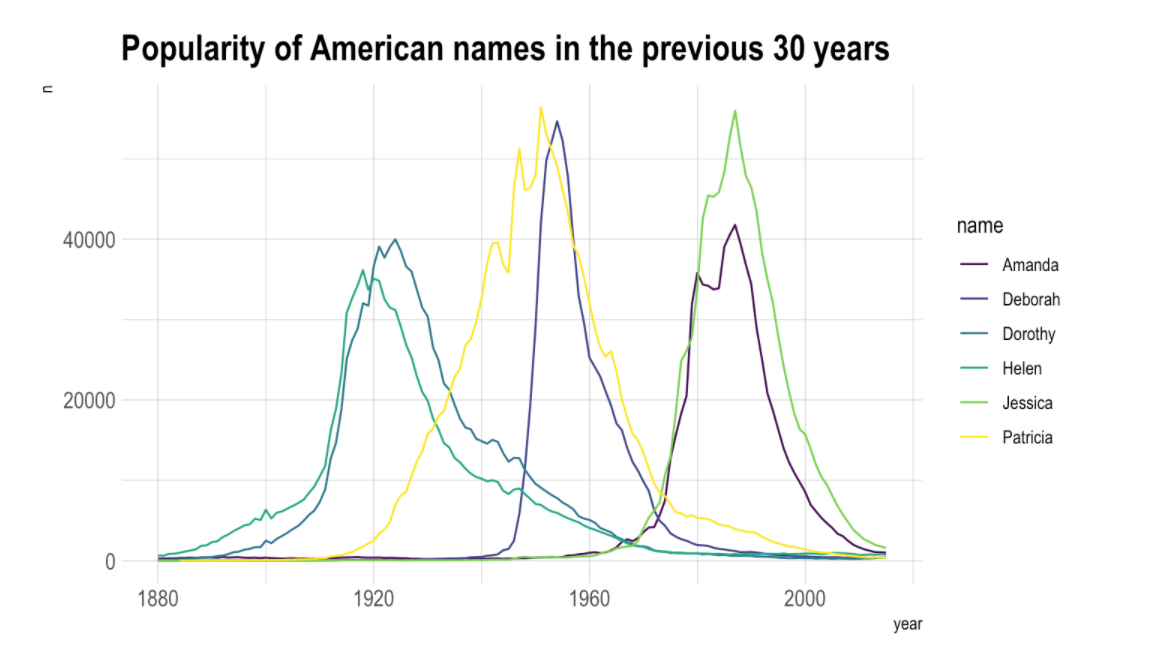 Popularity of American names in the previous 30 years
n
40000
20000
0
1880 1920 1960 2000
year
name
Amanda
Deborah
Dorothy
Helen
Jessica
Patricia